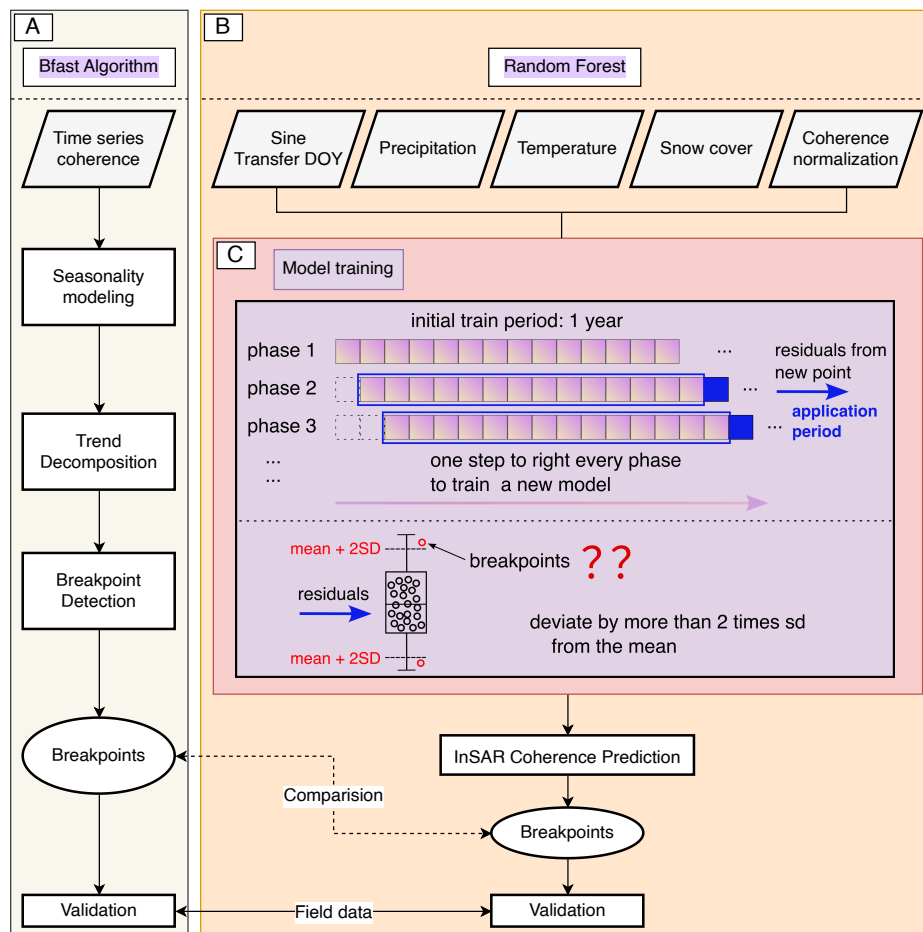 A
Bfast Algorithm
Time series
coherence
Seasonality
modeling
Trend
Decomposition
Breakpoint
Detection
Breakpoints
Validation
B
Random Forest
Sine
Transfer DOY
Precipitation
Temperature
Snow cover
Coherence
normalization
C
Model training
initial train period: 1 year
phase 1
...
phase 2
...
phase 3
...
...
...
residuals from
new point
application
period
one step to right every phase
to train a new model
mean + 2SD
breakpoints ??
residuals
mean + 2SD
deviate by more than 2 times sd
from the mean
InSAR Coherence Prediction
Comparision
Breakpoints
Field data
Validation